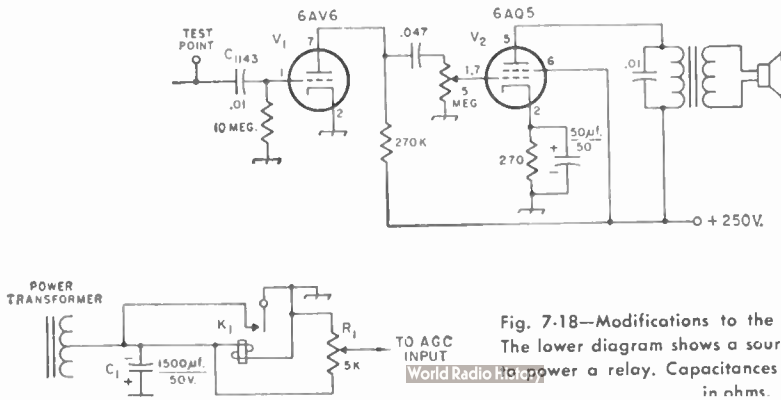 6AV6
6AQ5
TEST POINT
C1143
.01
V1
7
1
2
10 MEG.
270K
.047
V2
5
1,7
6
2
5 MEG
270
+
−
50µf.
50
.01
+ 250V.
POWER TRANSFORMER
C1
−
+
1500µf.
50V.
K1
R1
5K
TO AGC INPUT
Fig. 7-18—Modifications to the
The lower diagram shows a sour
to power a relay. Capacitances
in ohms.
World Radio History